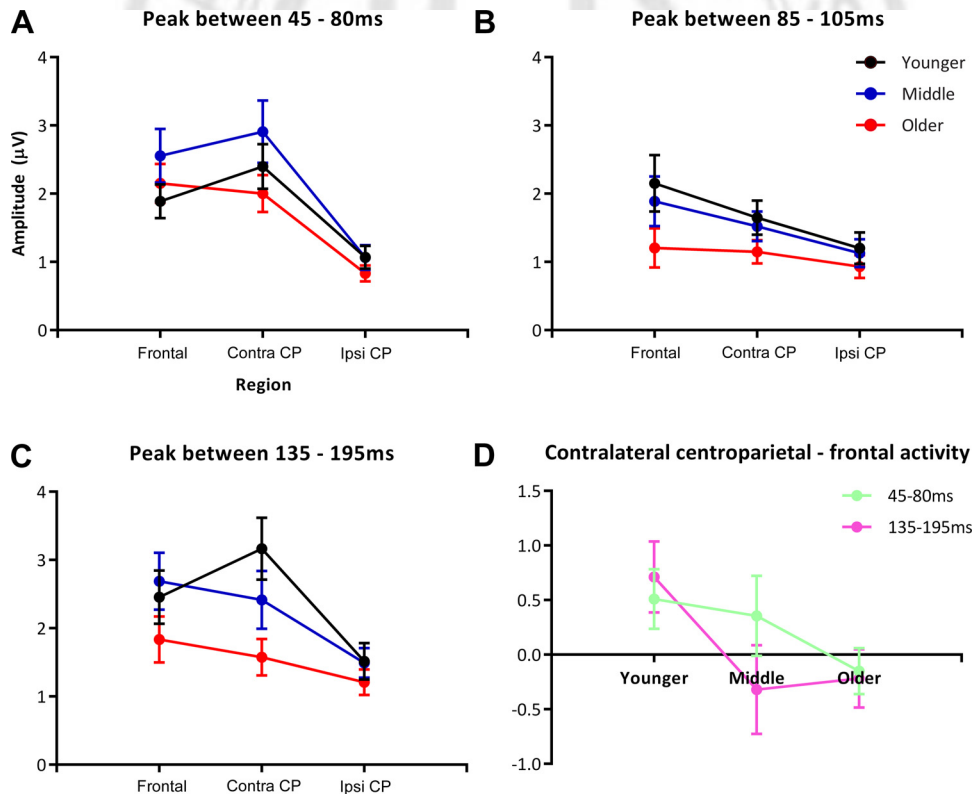 A
Peak between 45 - 80ms
4
3
2
1
0
Amplitude (µV)
Frontal
Contra CP
Ipsi CP
Region
B
Peak between 85 - 105ms
4
3
2
1
0
Younger
Middle
Older
Frontal
Contra CP
Ipsi CP
C
Peak between 135 - 195ms
4
3
2
1
0
Frontal
Contra CP
Ipsi CP
D
Contralateral centroparietal - frontal activity
1.5
1.0
0.5
0.0
-0.5
-1.0
45-80ms
135-195ms
Younger
Middle
Older